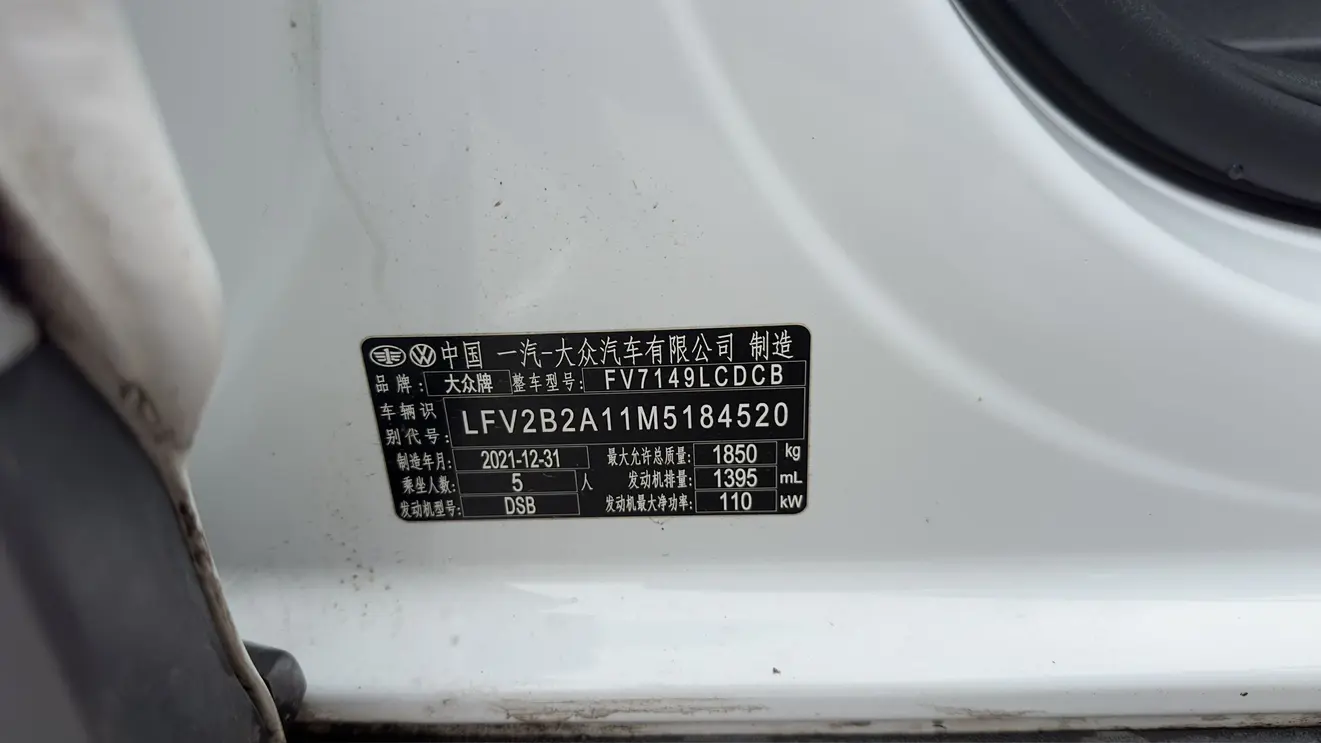 中国 一汽-大众汽车有限公司 制造
品牌: 大众牌 整车型号: FV7149LCDCB
车辆识别代号: LFV2B2A11M5184520
制造年月: 2021-12-31 最大允许总质量: 1850 kg
乘坐人数: 5 人 发动机排量: 1395 mL
发动机型号: DSB 发动机最大净功率: 110 kW